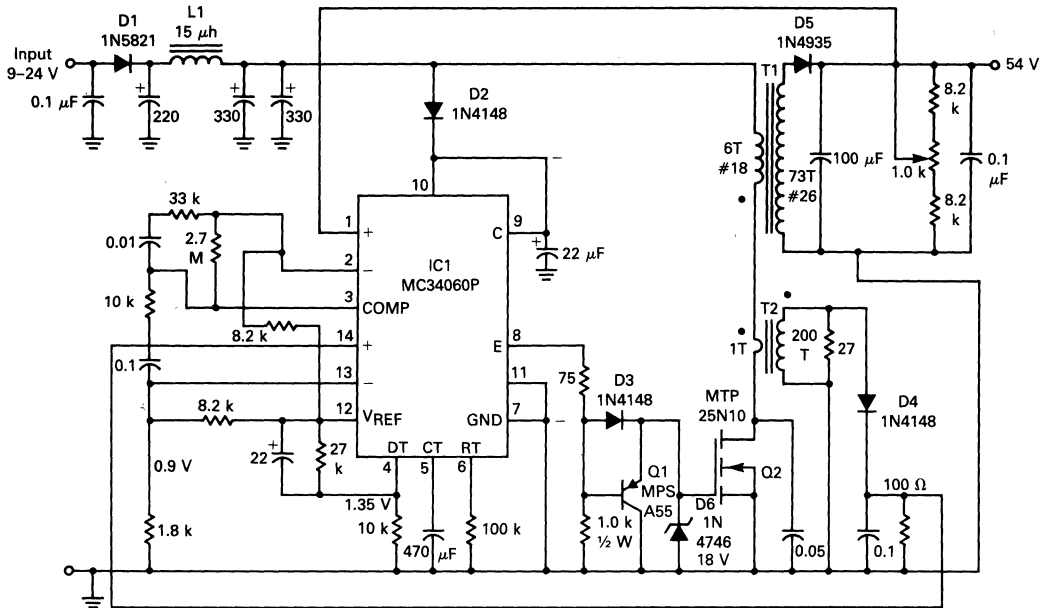 D1
1N5821
L1
15 μh
Input
9–24 V
0.1 μF
+
220
+
330
+
330
D2
1N4148
D5
1N4935
54 V
T1
6T
#18
73T
#26
100 μF
8.2
k
1.0 k
8.2
k
0.1
μF
10
33 k
0.01
2.7
M
10 k
0.1
8.2 k
8.2 k
1
+
2
–
3
COMP
14
+
13
–
12
VREF
IC1
MC34060P
9
C
8
E
11
7
GND
DT
4
CT
5
RT
6
–
+
22 μF
–
T2
1T
200
T
27
75
D3
1N4148
MTP
25N10
D4
1N4148
0.9 V
22
+
27
k
1.35 V
Q1
MPS
A55
Q2
D6
1N
4746
18 V
100 Ω
1.8 k
10 k
470
μF
100 k
1.0 k
½ W
0.05
0.1